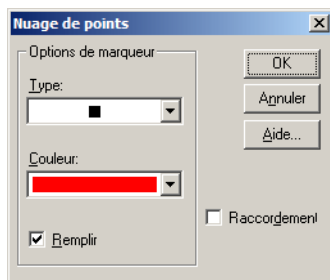 Nuage de points
Options de marqueur
Type:
Couleur:
Remplir
OK
Annuler
Aide...
Raccordement